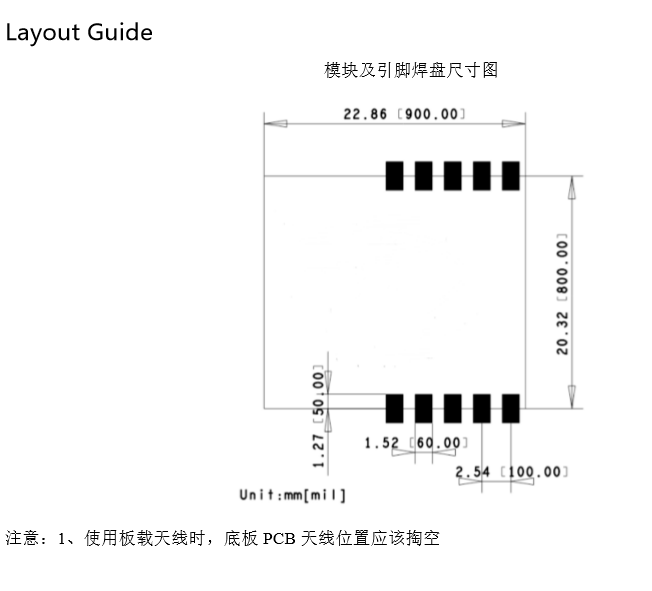 Layout Guide
模块及引脚焊盘尺寸图
22.86 [900.00]
20.32 [800.00]
1.27 [50.00]
1.52 [60.00]
2.54 [100.00]
Unit:mm[mil]
注意：1、使用板载天线时，底板 PCB 天线位置应该掏空